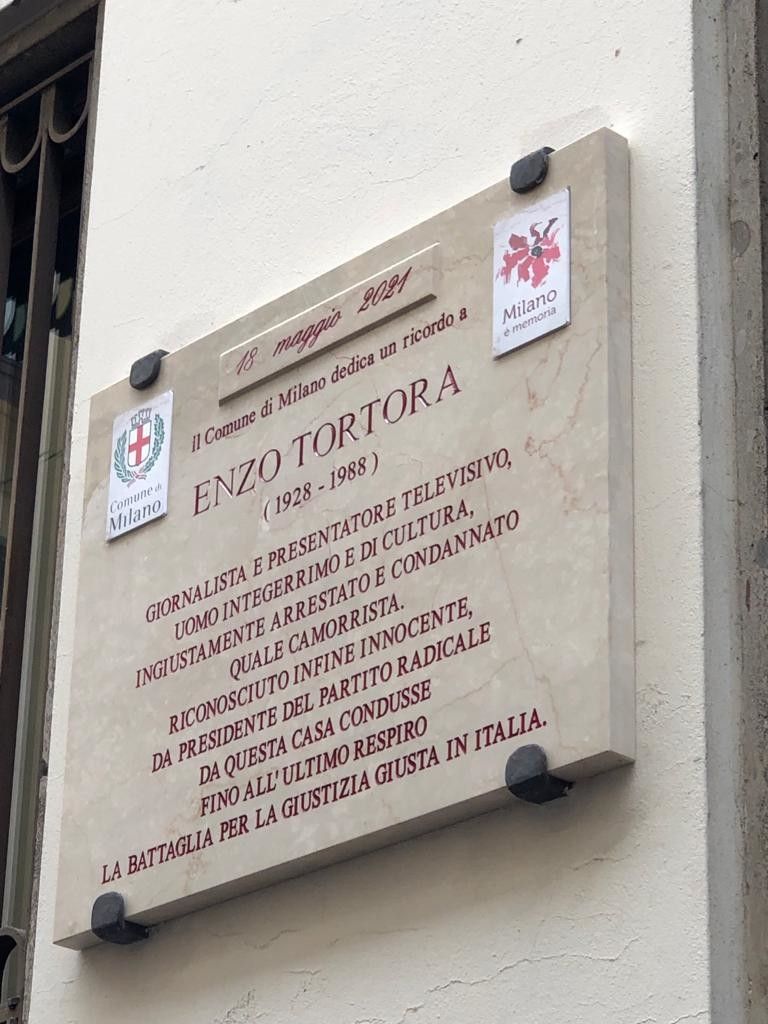 18 maggio 2021
il Comune di Milano dedica un ricordo a
ENZO TORTORA
(1928 - 1988)
GIORNALISTA E PRESENTATORE TELEVISIVO,
UOMO INTEGERRIMO E DI CULTURA,
INGIUSTAMENTE ARRESTATO E CONDANNATO
QUALE CAMORRISTA.
RICONOSCIUTO INFINE INNOCENTE,
DA PRESIDENTE DEL PARTITO RADICALE
DA QUESTA CASA CONDUSSE
FINO ALL'ULTIMO RESPIRO
LA BATTAGLIA PER LA GIUSTIZIA GIUSTA IN ITALIA.
Comune di
Milano
Milano
è memoria